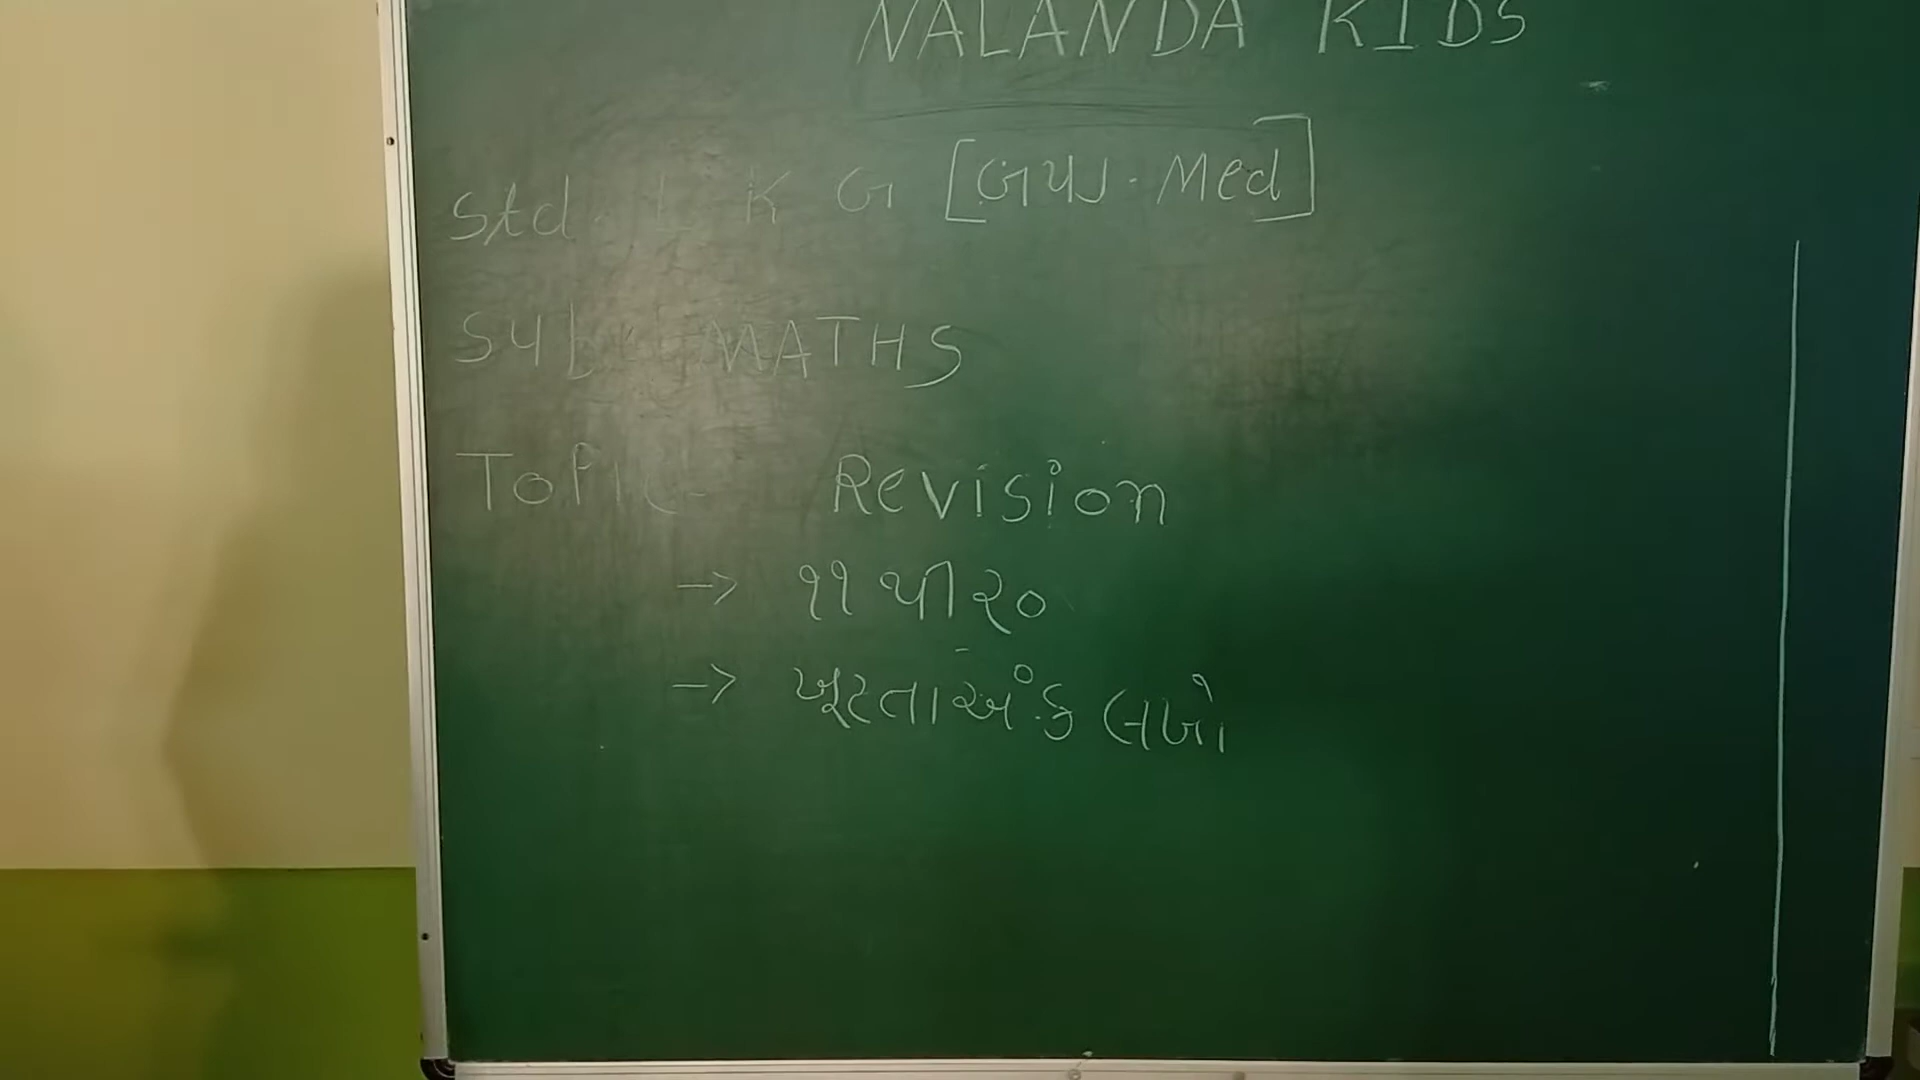 NALANDA KIDS
Std. L K G [ગુજ. Med]
Sub:- MATHS
Topic- Revision
→ ૧૧ થી ૨૦
→ ખૂટતા અંક લખો